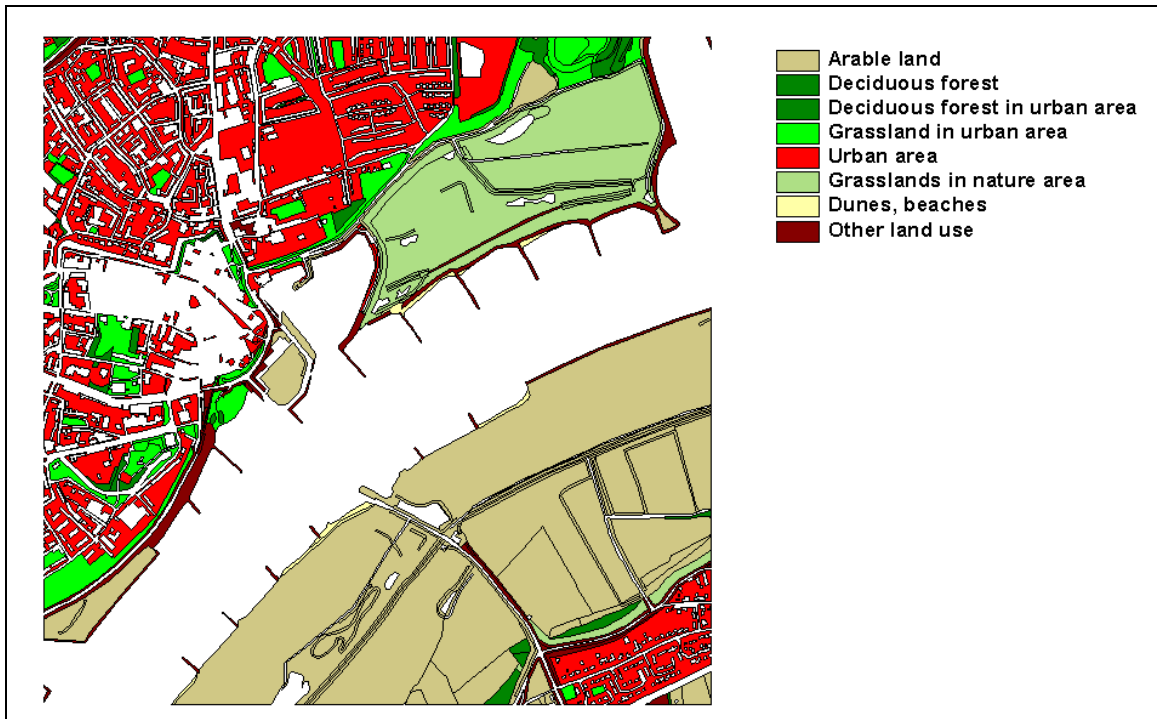 Arable land
Deciduous forest
Deciduous forest in urban area
Grassland in urban area
Urban area
Grasslands in nature area
Dunes, beaches
Other land use